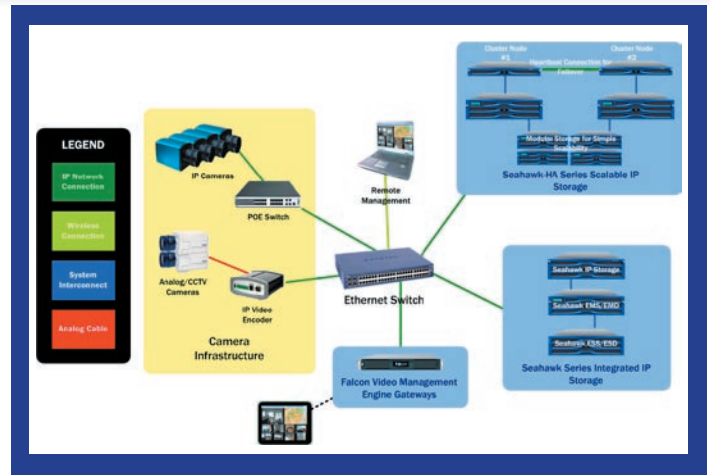 LEGEND
IP Network
Connection
Wireless
Connection
System
Interconnect
Analog Cable
IP Cameras
POE Switch
Analog/CCTV
Cameras
IP Video
Encoder
Camera
Infrastructure
Remote
Management
Ethernet Switch
Cluster Node
#1
Cluster Node
#2
Heartbeat Connection for
Failover
Modular Storage for Simple
Scalability
Seahawk-HA Series Scalable IP
Storage
Seahawk IP-Storage
Seahawk EMS/EMD
Seahawk ESS/ESD
Seahawk Series Integrated IP
Storage
Falcon
Falcon Video Management
Engine Gateways